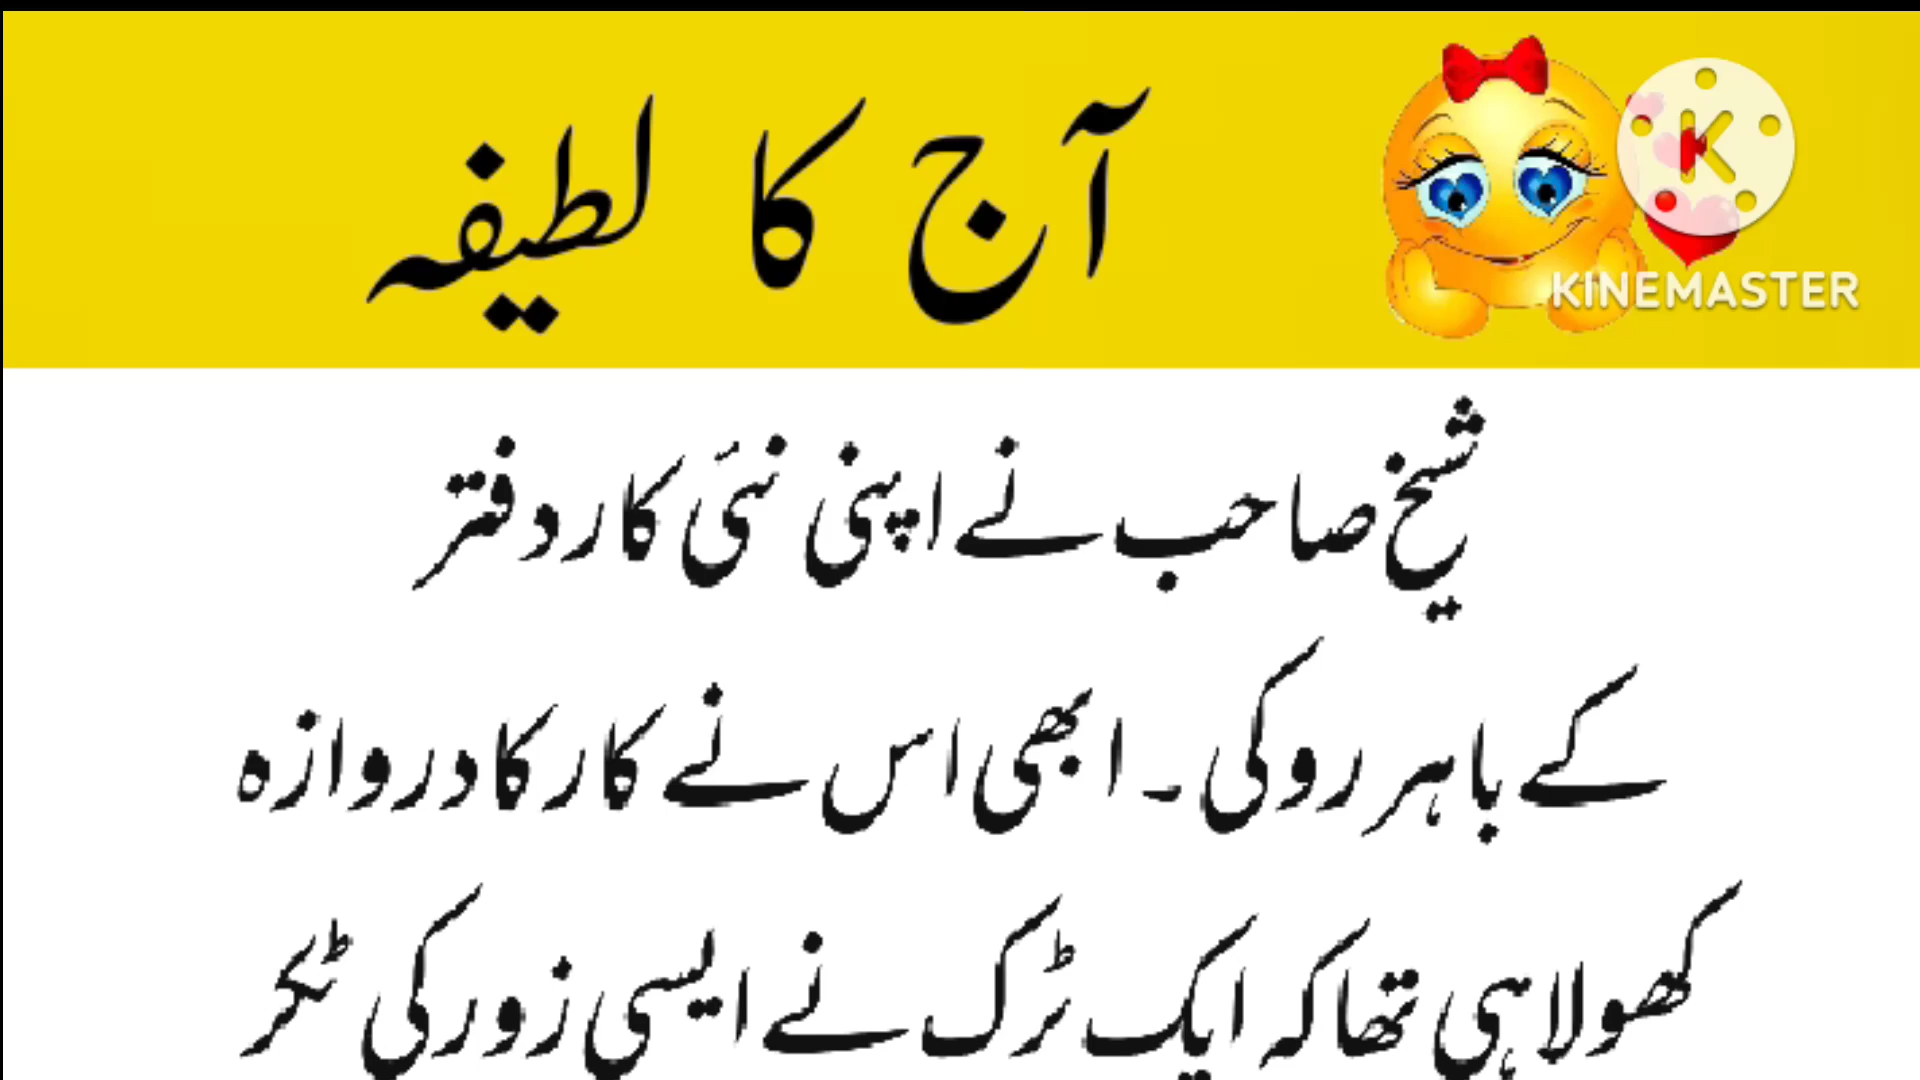 آج کا لطیفہ
KINEMASTER
شیخ صاحب نے اپنی نئی کار دفتر
کے باہر روکی۔ ابھی اس نے کار کا دروازہ
کھولا ہی تھا کہ ایک ٹرک نے ایسی زور کی ٹکر